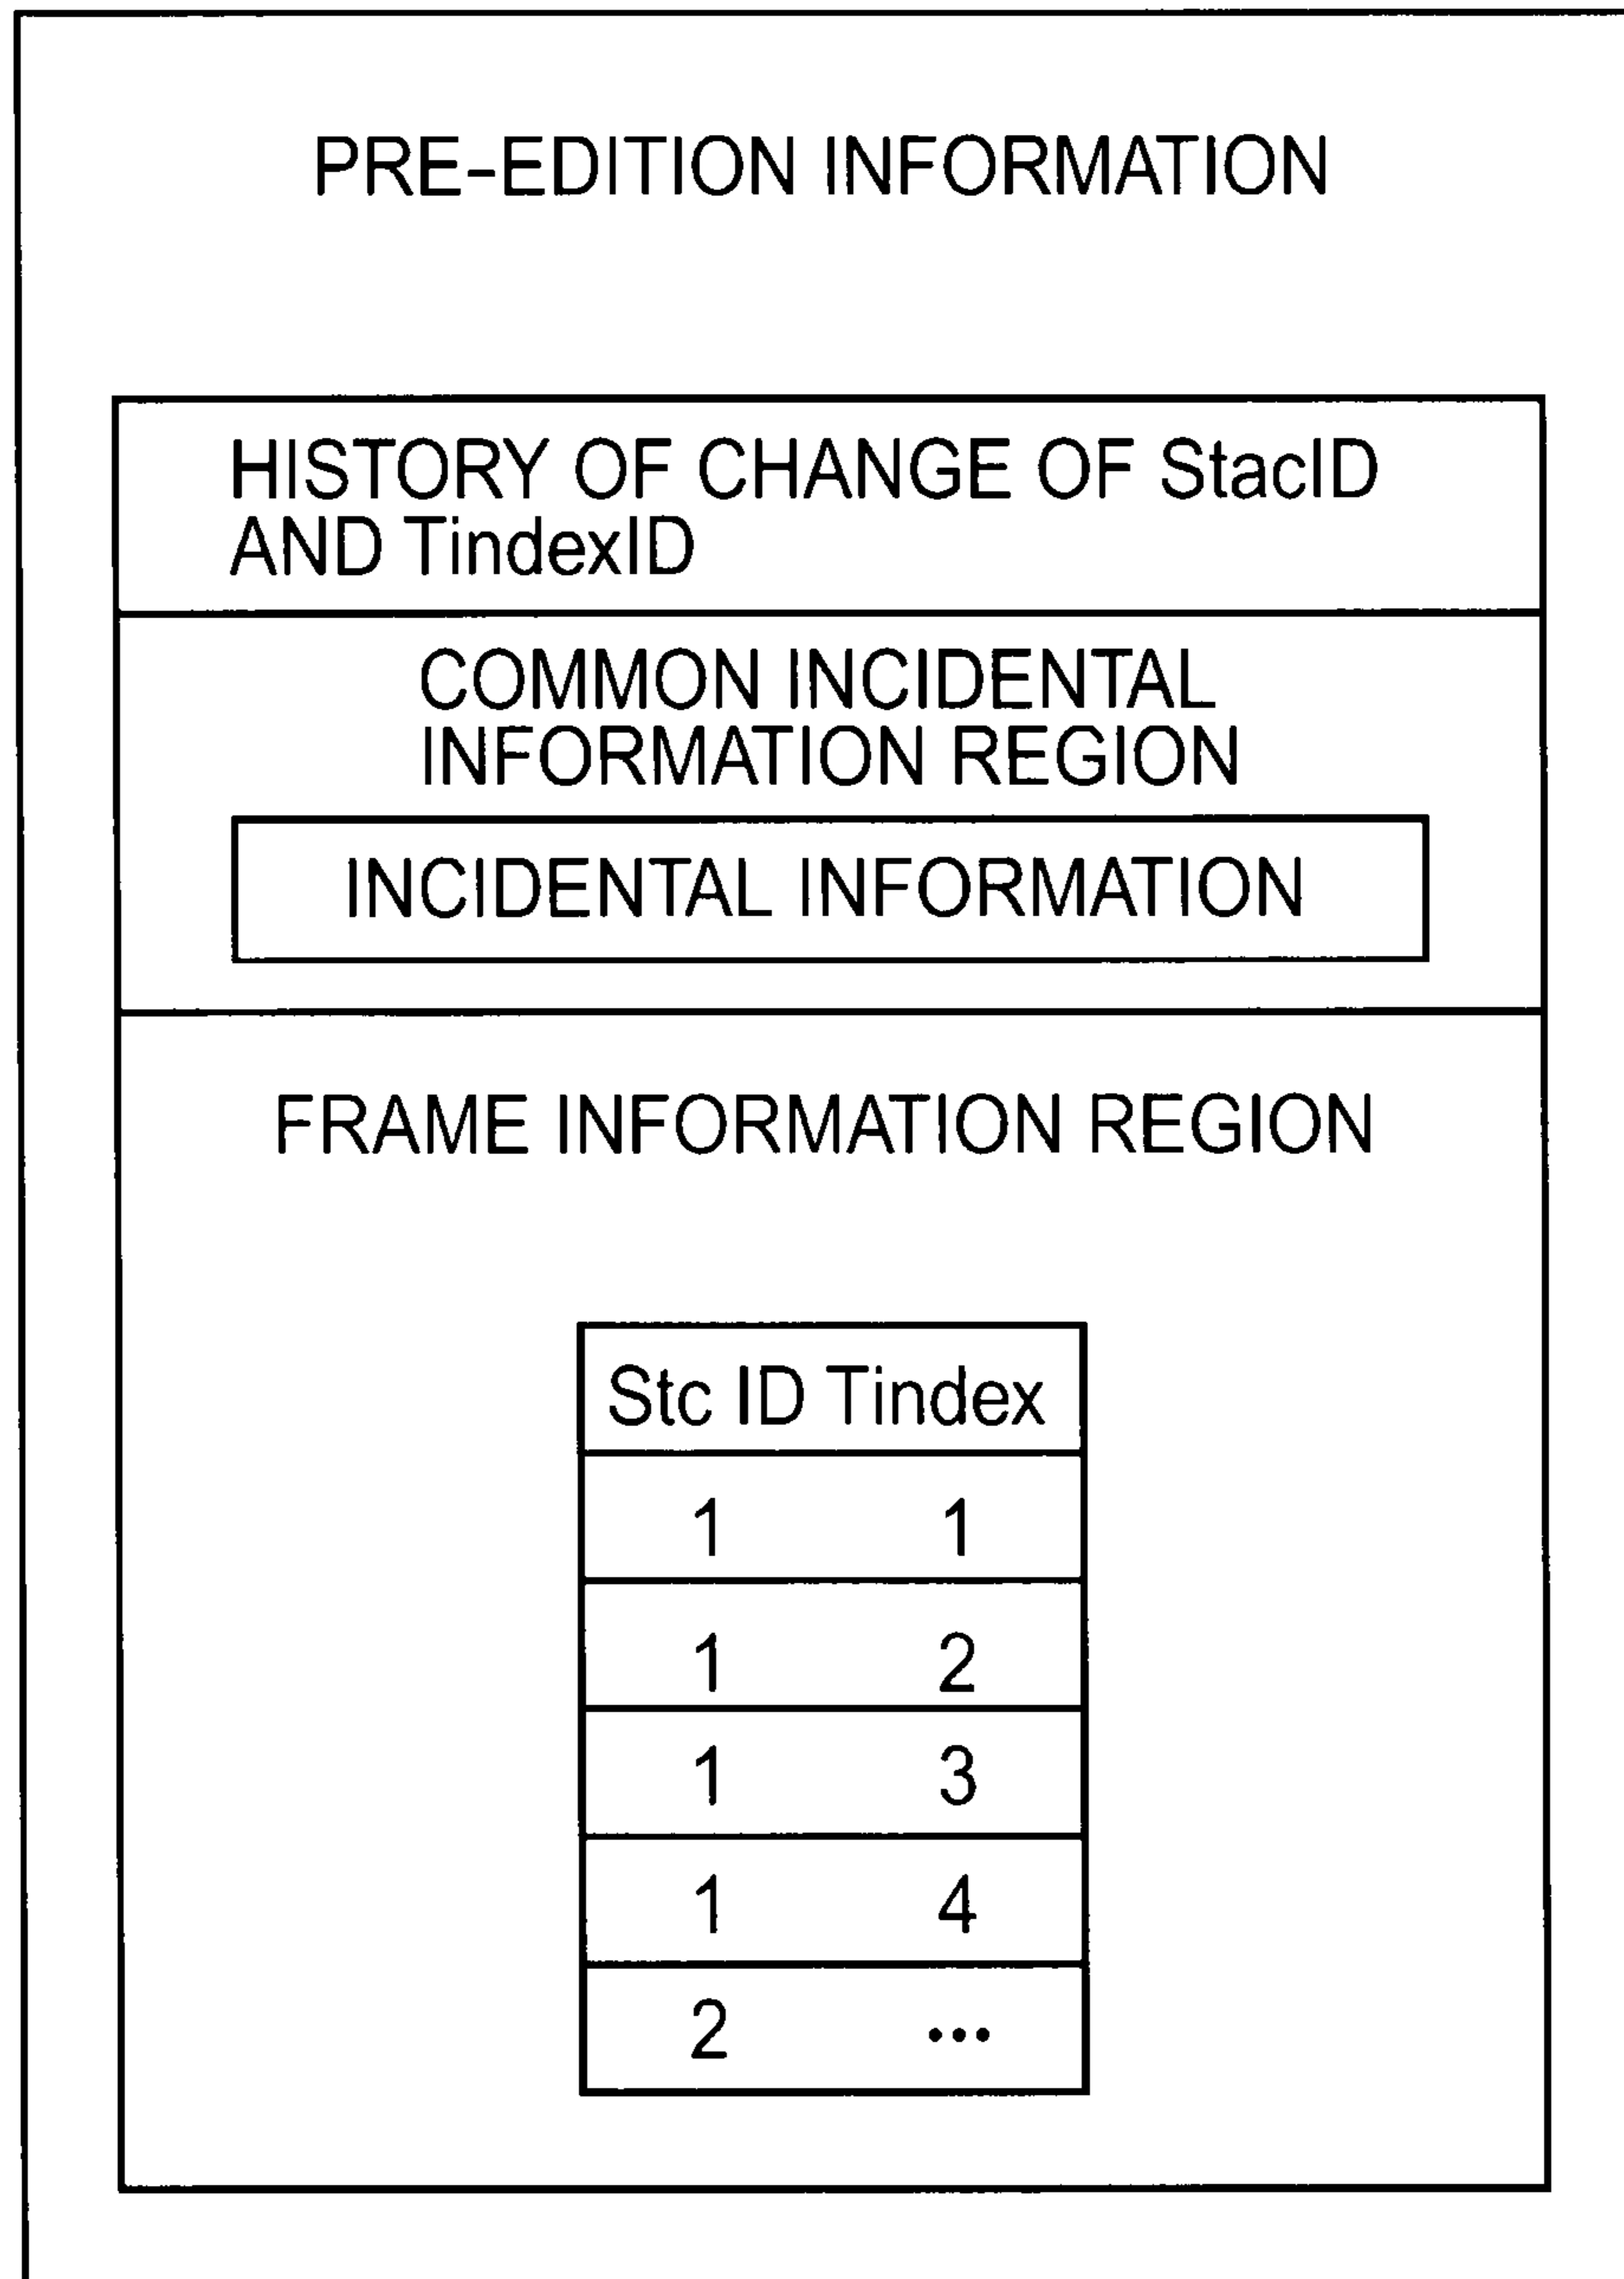 PRE-EDITION INFORMATION
HISTORY OF CHANGE OF StacID
AND TindexID
COMMON INCIDENTAL
INFORMATION REGION
INCIDENTAL INFORMATION
FRAME INFORMATION REGION
Stc ID Tindex
1 1
1 2
1 3
1 4
2 •••